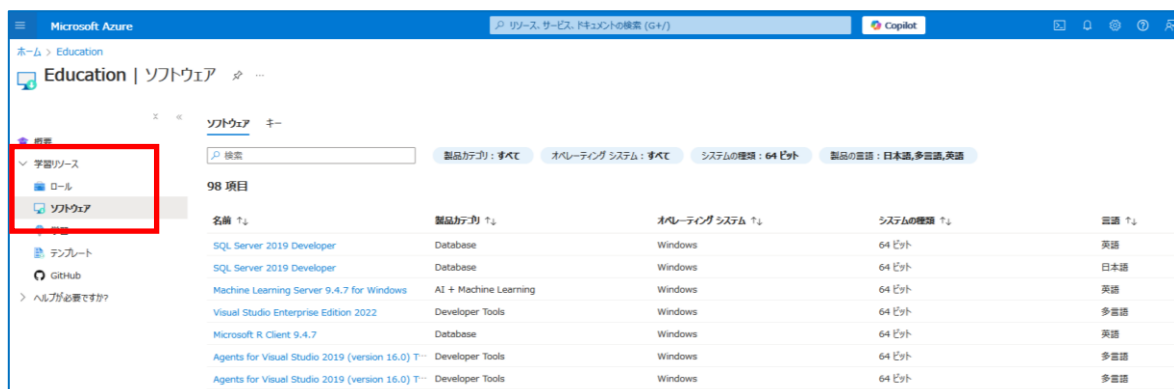 Microsoft Azure
リソース、サービス、ドキュメントの検索 (G+/)
Copilot
ホーム > Education
Education | ソフトウェア
概要
学習リソース
ロール
ソフトウェア
テンプレート
GitHub
ヘルプが必要ですか?
ソフトウェア キー
検索
製品カテゴリ : すべて オペレーティング システム : すべて システムの種類 : 64 ビット 製品の言語 : 日本語,多言語,英語
98 項目
名前 ↑↓ 製品カテゴリ ↑↓ オペレーティング システム ↑↓ システムの種類 ↑↓ 言語 ↑↓
SQL Server 2019 Developer Database Windows 64 ビット 英語
SQL Server 2019 Developer Database Windows 64 ビット 日本語
Machine Learning Server 9.4.7 for Windows AI + Machine Learning Windows 64 ビット 英語
Visual Studio Enterprise Edition 2022 Developer Tools Windows 64 ビット 多言語
Microsoft R Client 9.4.7 Database Windows 64 ビット 英語
Agents for Visual Studio 2019 (version 16.0) T… Developer Tools Windows 64 ビット 多言語
Agents for Visual Studio 2019 (version 16.0) T… Developer Tools Windows 64 ビット 多言語